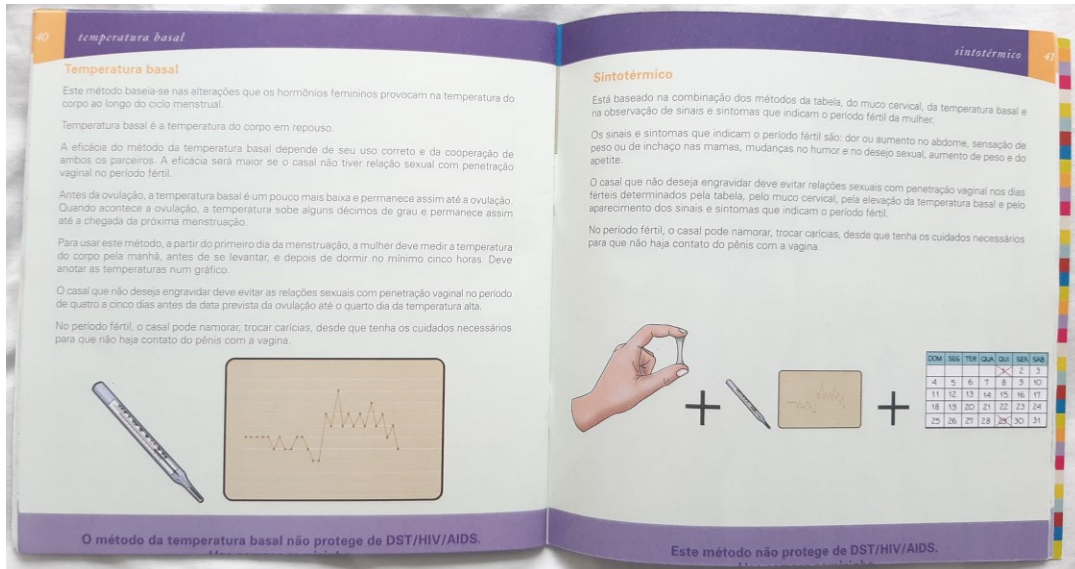 40
temperatura basal
Temperatura basal
Este método baseia-se nas alterações que os hormônios femininos provocam na temperatura do
corpo ao longo do ciclo menstrual.
Temperatura basal é a temperatura do corpo em repouso.
A eficácia do método da temperatura basal depende de seu uso correto e da cooperação de
ambos os parceiros. A eficácia será maior se o casal não tiver relação sexual com penetração
vaginal no período fértil.
Antes da ovulação, a temperatura basal é um pouco mais baixa e permanece assim até a ovulação.
Quando acontece a ovulação, a temperatura sobe alguns décimos de grau e permanece assim
até a chegada da próxima menstruação.
Para usar este método, a partir do primeiro dia da menstruação, a mulher deve medir a temperatura
do corpo pela manhã, antes de se levantar, e depois de dormir no mínimo cinco horas. Deve
anotar as temperaturas num gráfico.
O casal que não deseja engravidar deve evitar as relações sexuais com penetração vaginal no período
de quatro a cinco dias antes da data prevista da ovulação até o quarto dia da temperatura alta.
No período fértil, o casal pode namorar, trocar carícias, desde que tenha os cuidados necessários
para que não haja contato do pênis com a vagina.
O método da temperatura basal não protege de DST/HIV/AIDS.
sintotérmico
41
Sintotérmico
Está baseado na combinação dos métodos da tabela, do muco cervical, da temperatura basal e
na observação de sinais e sintomas que indicam o período fértil da mulher.
Os sinais e sintomas que indicam o período fértil são: dor ou aumento no abdome, sensação de
peso ou de inchaço nas mamas, mudanças no humor e no desejo sexual, aumento de peso e do
apetite.
O casal que não deseja engravidar deve evitar relações sexuais com penetração vaginal nos dias
férteis determinados pela tabela, pelo muco cervical, pela elevação da temperatura basal e pelo
aparecimento dos sinais e sintomas que indicam o período fértil.
No período fértil, o casal pode namorar, trocar carícias, desde que tenha os cuidados necessários
para que não haja contato do pênis com a vagina.
+ +
DOM SEG TER QUA QUI SEX SAB
1 2 3
4 5 6 7 8 9 10
11 12 13 14 15 16 17
18 19 20 21 22 23 24
25 26 27 28 29 30 31
Este método não protege de DST/HIV/AIDS.